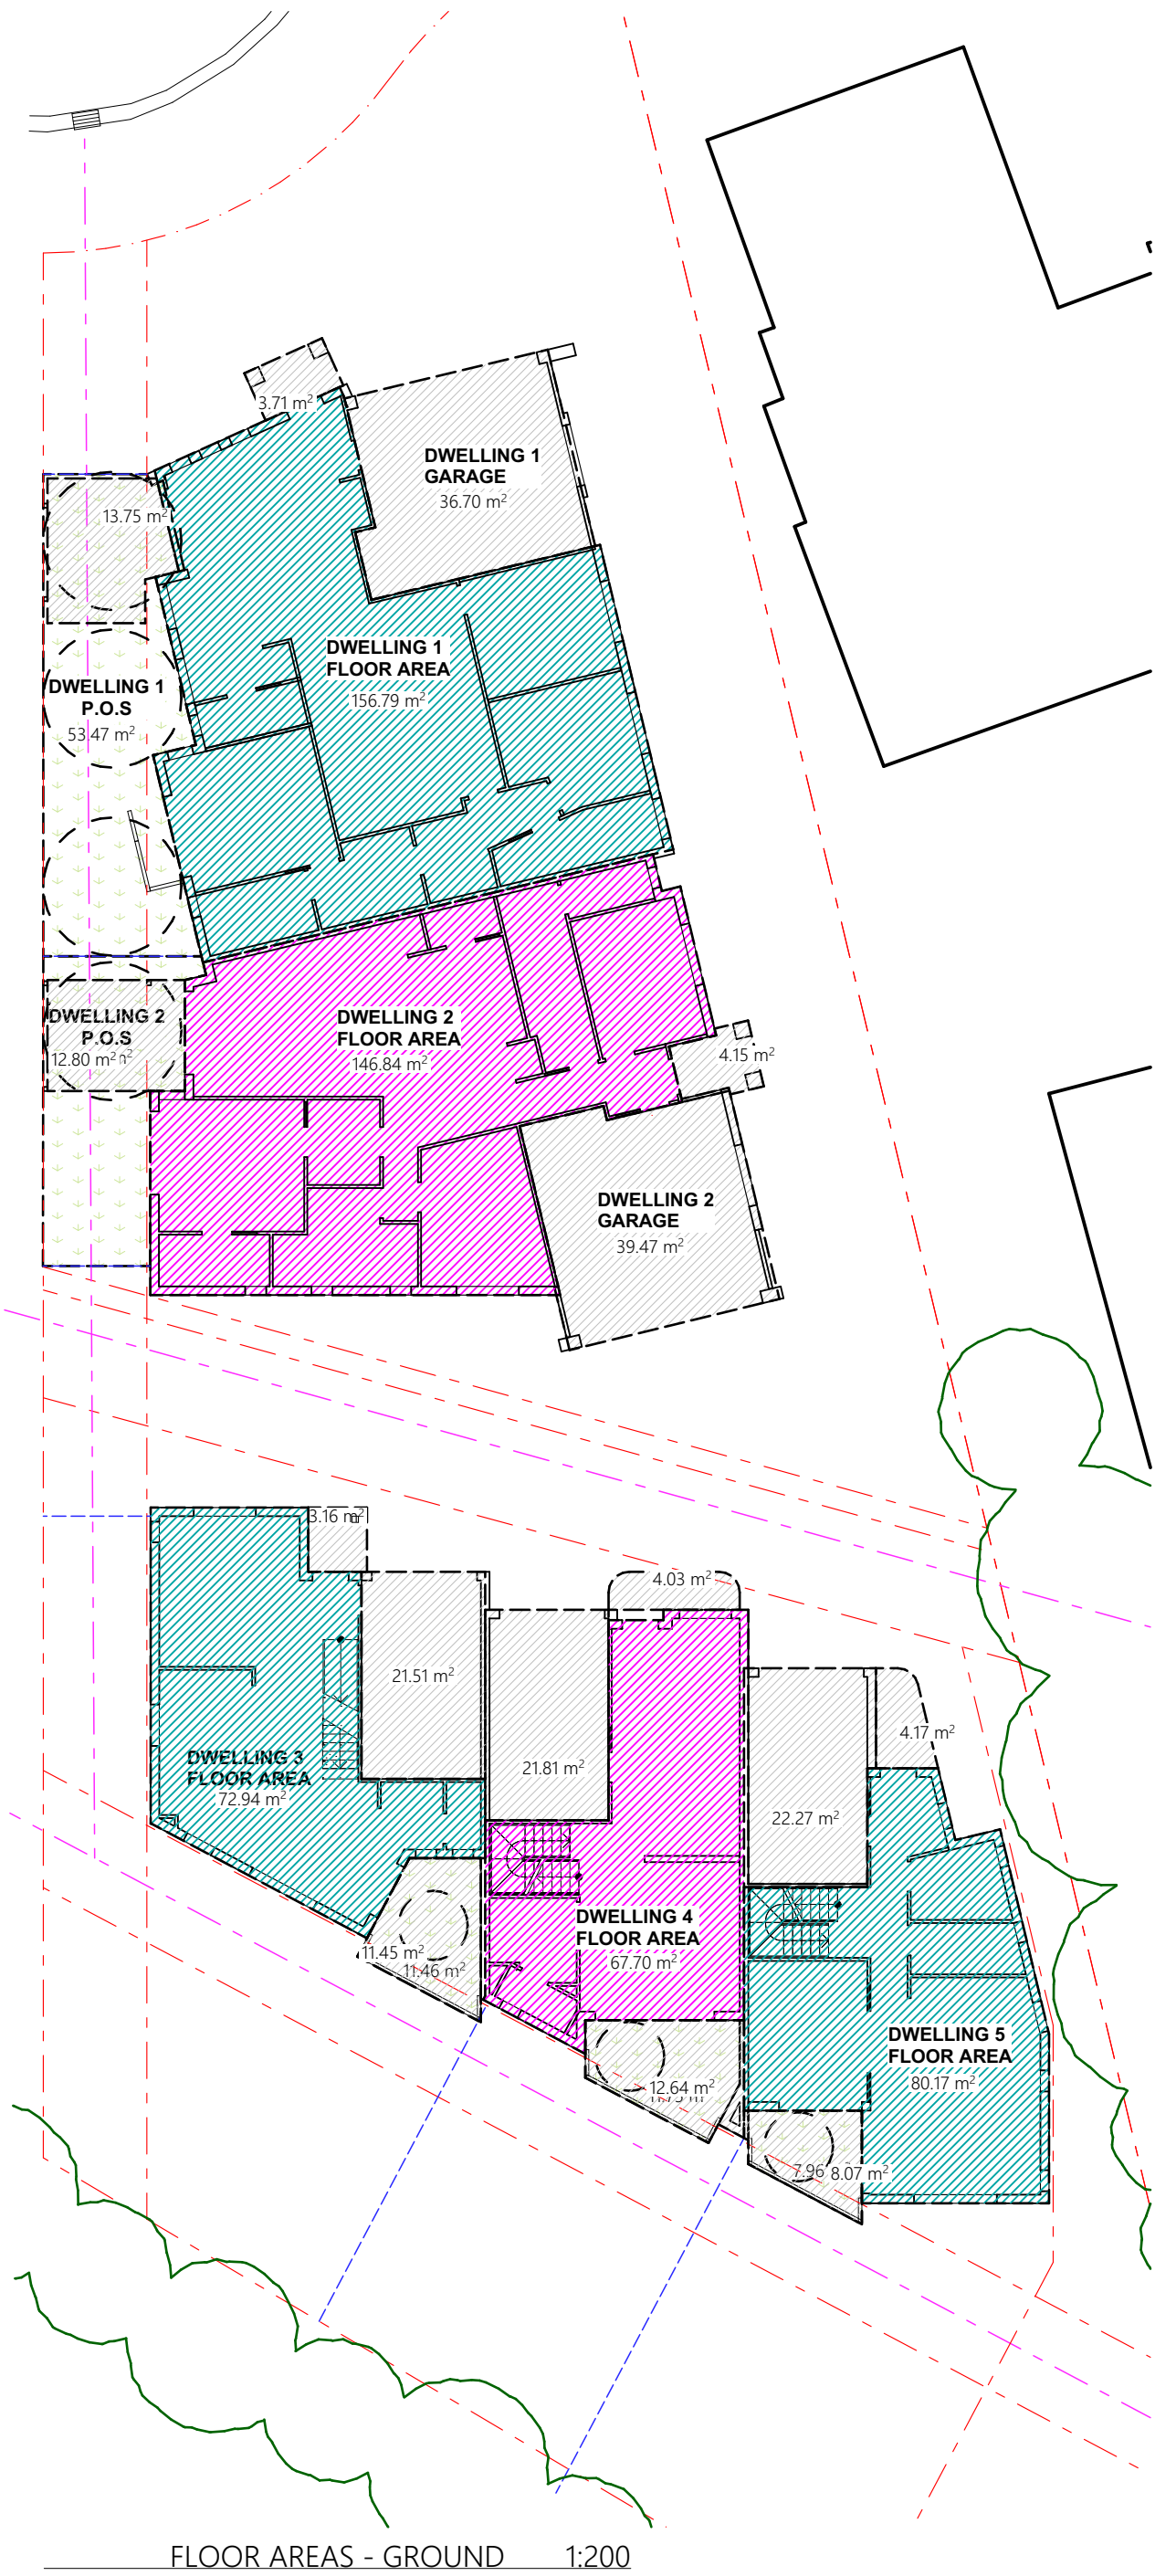 3.71 m²
DWELLING 1
GARAGE
36.70 m²
13.75 m²
DWELLING 1
FLOOR AREA
156.79 m²
DWELLING 1
P.O.S
53.47 m²
DWELLING 2
P.O.S
12.80 m²
DWELLING 2
FLOOR AREA
146.84 m²
4.15 m²
DWELLING 2
GARAGE
39.47 m²
3.16 m²
4.03 m²
21.51 m²
21.81 m²
4.17 m²
DWELLING 3
FLOOR AREA
72.94 m²
22.27 m²
DWELLING 4
FLOOR AREA
67.70 m²
11.45 m²
11.46 m²
DWELLING 5
FLOOR AREA
80.17 m²
12.64 m²
7.96
8.07 m²
FLOOR AREAS - GROUND 1:200